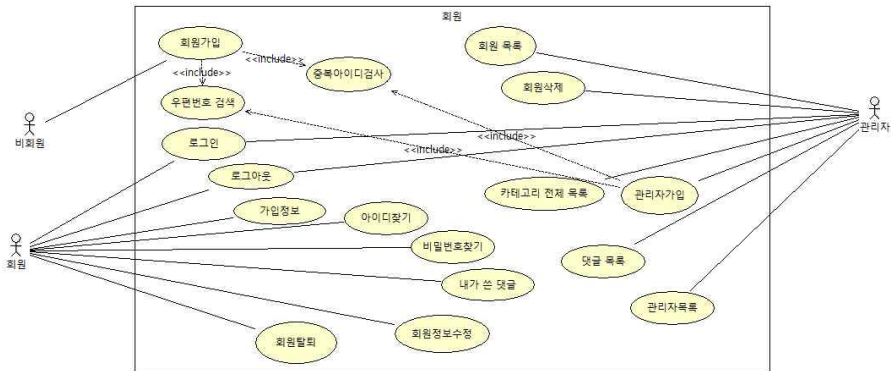 회원
회원가입
회원 목록
<<include>>
<<include>>
중복아이디검사
회원삭제
우편번호 검색
비회원
관리자
로그인
<<include>>
<<include>>
로그아웃
카테고리 전체 목록
관리자가입
가입정보
아이디찾기
비밀번호찾기
회원
댓글 목록
내가 쓴 댓글
관리자목록
회원정보수정
회원탈퇴